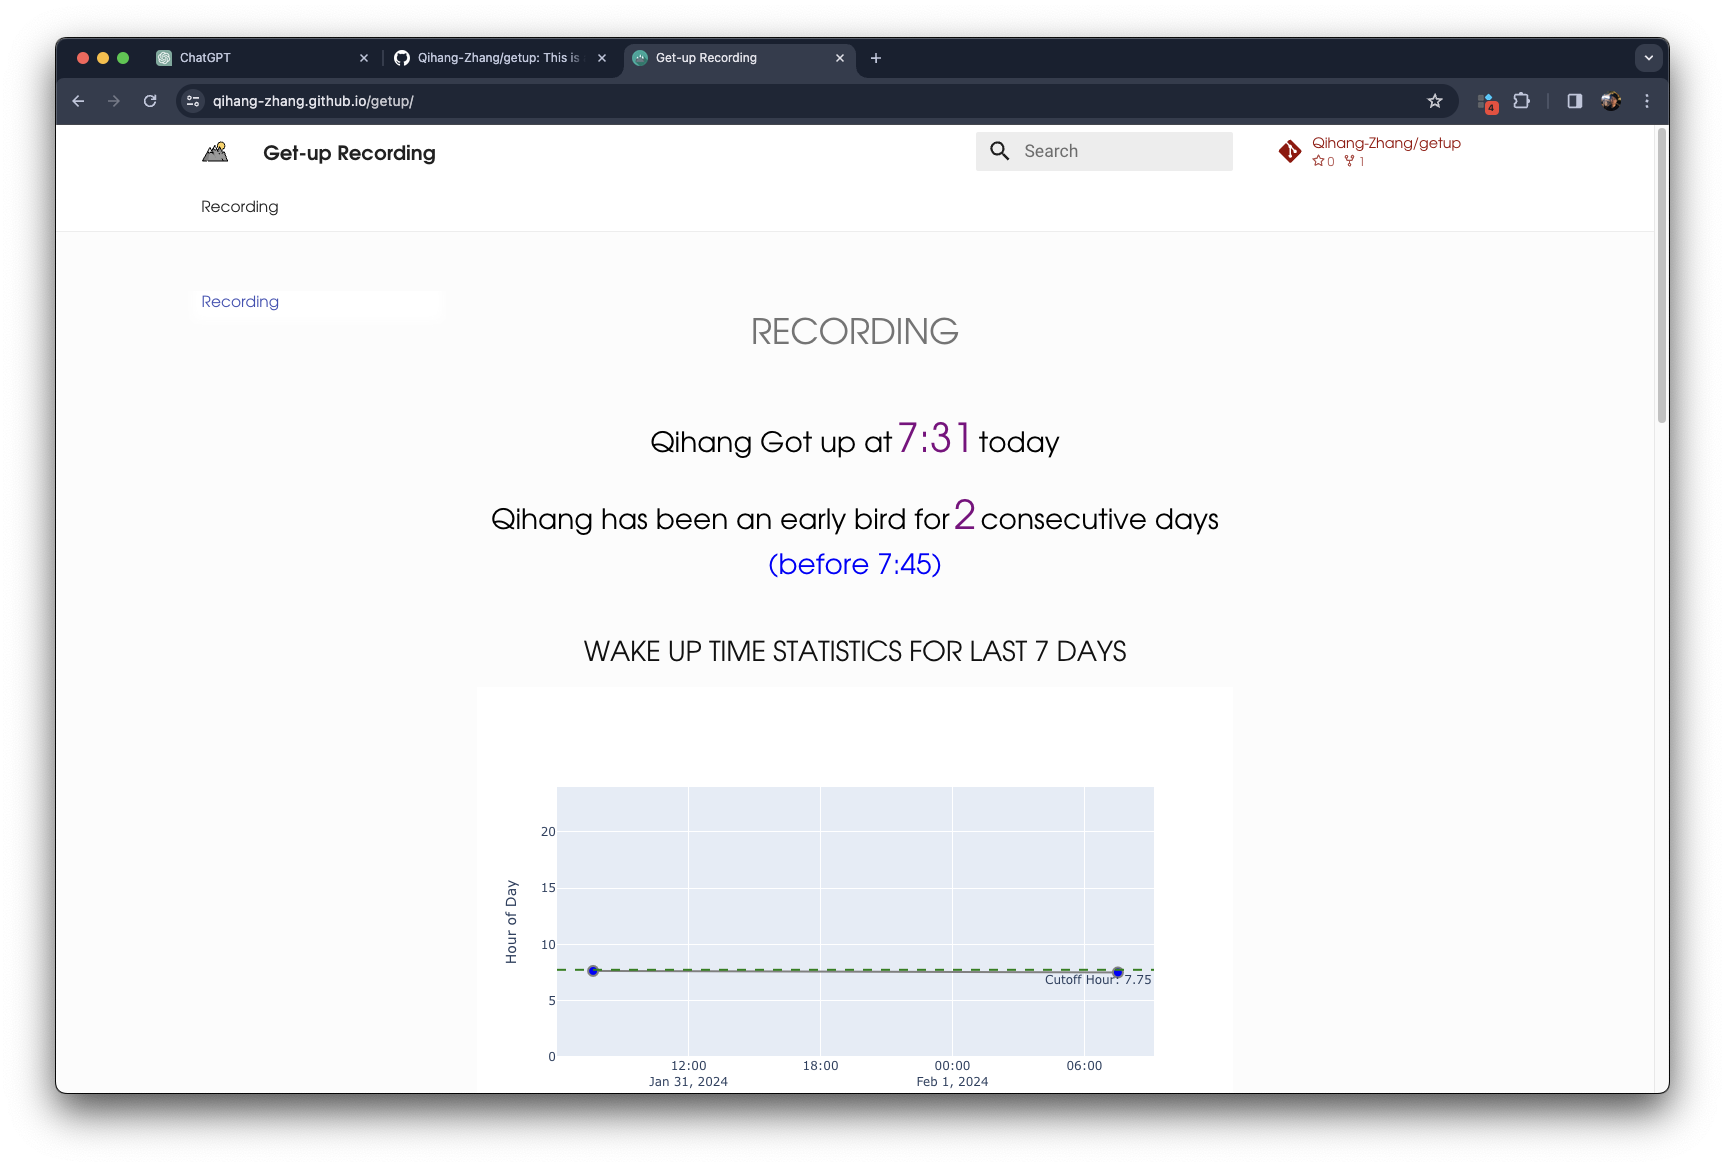 ChatGPT
Qihang-Zhang/getup: This is
Get-up Recording
qihang-zhang.github.io/getup/
4
Get-up Recording
Search
Qihang-Zhang/getup
0 1
Recording
Recording
RECORDING
Qihang Got up at 7:31 today
Qihang has been an early bird for 2 consecutive days
(before 7:45)
WAKE UP TIME STATISTICS FOR LAST 7 DAYS
Hour of Day
20
15
10
5
0
Cutoff Hour: 7.75
12:00 18:00 00:00 06:00
Jan 31, 2024 Feb 1, 2024